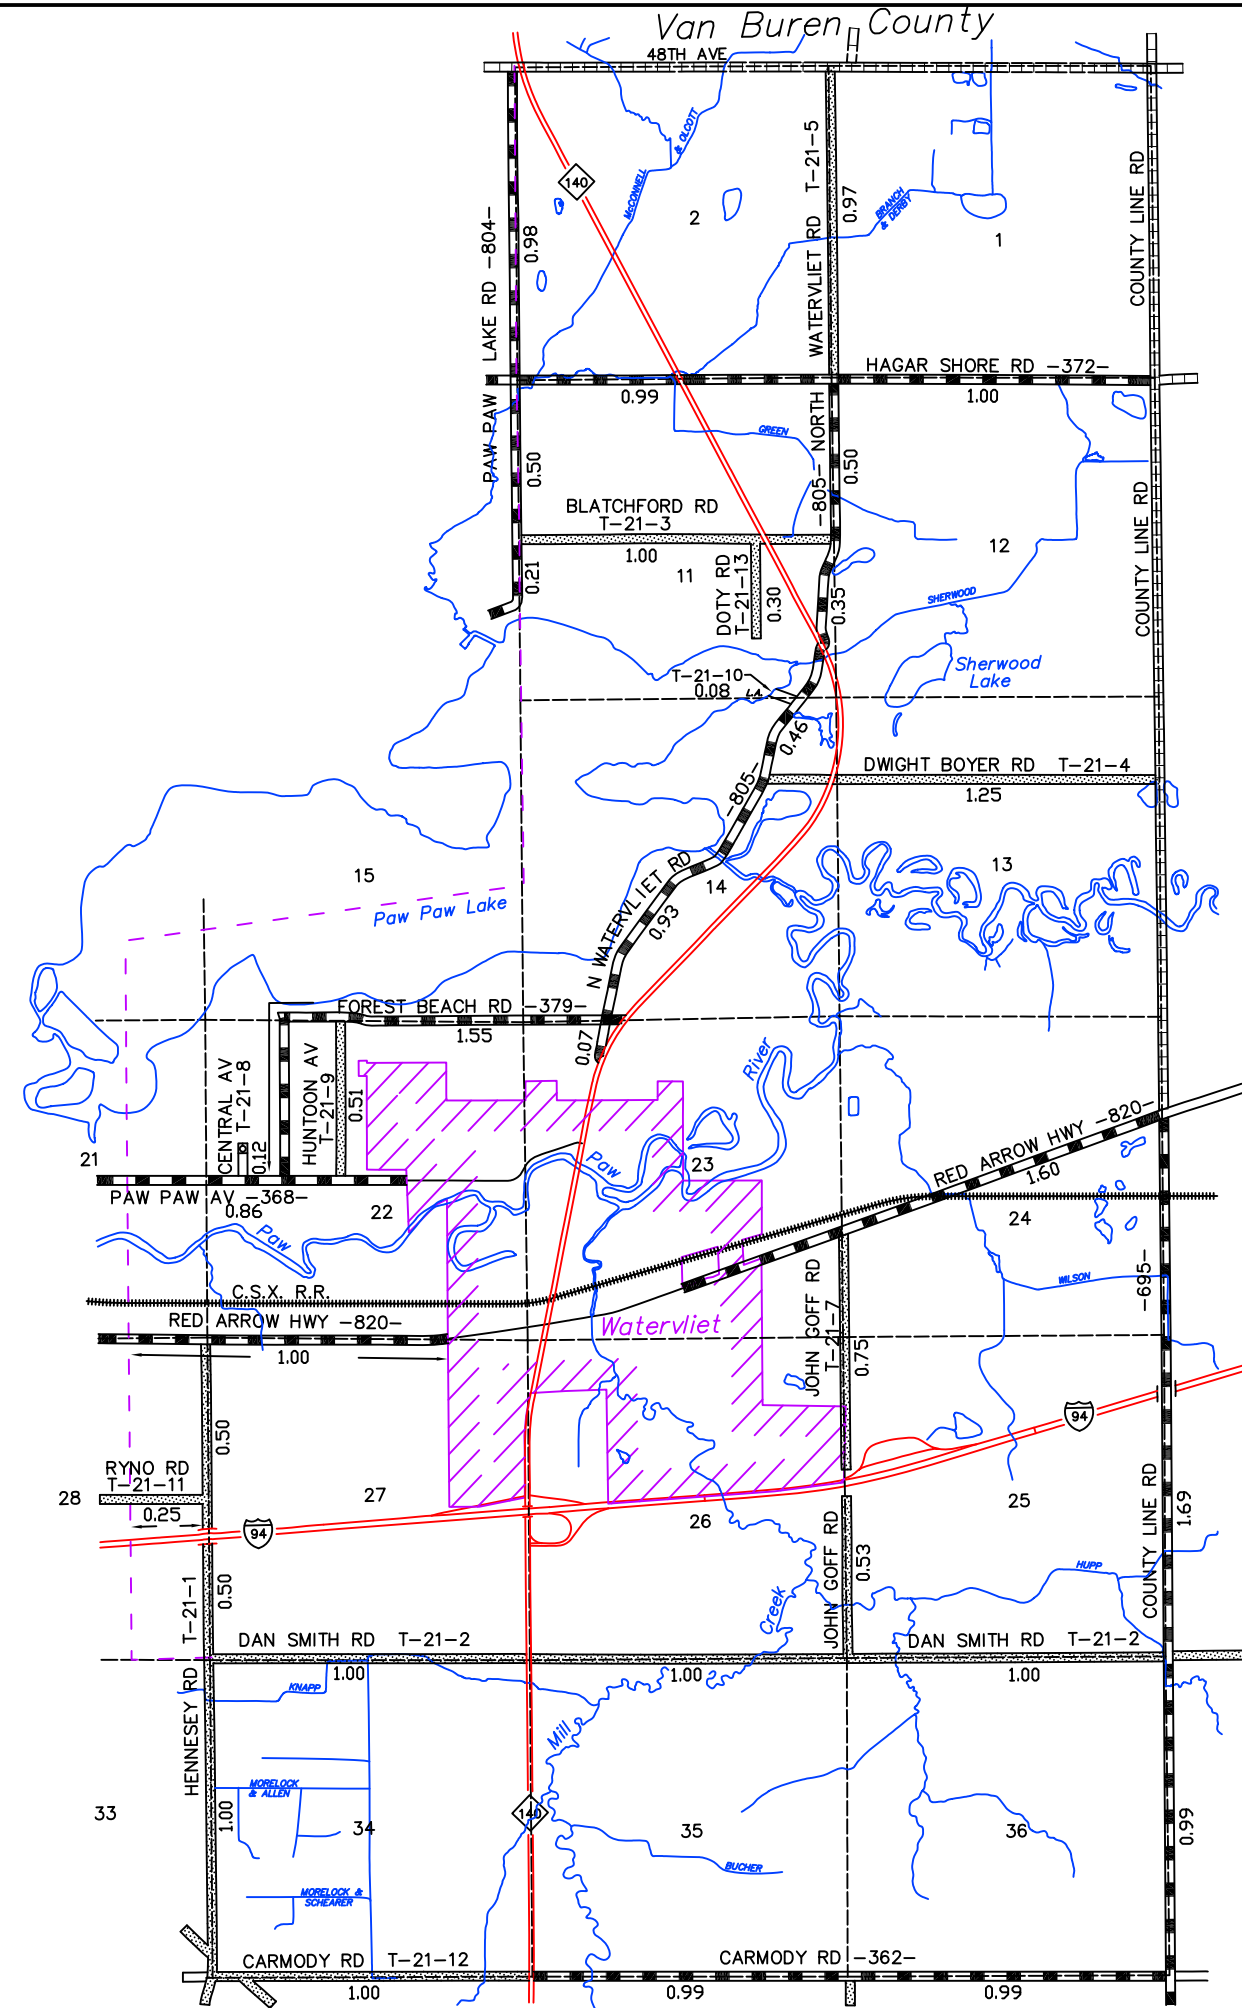 Van Buren County
48TH AVE
140
McCONNELL
& OLCOTT
2
WATERVLIET RD T-21-5
0.97
BRANCH
& DERBY
1
COUNTY LINE RD
PAW PAW LAKE RD -804-
0.98
HAGAR SHORE RD -372-
0.99
1.00
GREEN
-805- NORTH
0.50
0.50
BLATCHFORD RD
T-21-3
1.00
11
12
COUNTY LINE RD
0.21
DOTY RD
T-21-13
0.30
0.35
SHERWOOD
Sherwood
Lake
T-21-10
0.08
0.46
-805-
DWIGHT BOYER RD T-21-4
1.25
13
15
Paw Paw Lake
N WATERVLIET RD
14
0.93
FOREST BEACH RD -379-
1.55
0.07
CENTRAL AV
T-21-8
0.12
HUNTOON AV
T-21-9
0.51
River
21
Paw
23
RED ARROW HWY -820-
1.60
PAW PAW AV -368-
0.86
22
24
Paw
C.S.X. R.R.
RED ARROW HWY -820-
1.00
Watervliet
JOHN GOFF RD
T-21-7
0.75
WILSON
-695-
94
0.50
RYNO RD
T-21-11
0.25
28
27
94
26
25
JOHN GOFF RD
0.53
COUNTY LINE RD
1.69
HUPP
Creek
0.50
HENNESEY RD T-21-1
DAN SMITH RD T-21-2
DAN SMITH RD T-21-2
1.00
1.00
1.00
KNAPP
Mill
MORELOCK
& ALLEN
33
1.00
34
140
35
36
0.99
BUCHER
MORELOCK &
SCHEARER
CARMODY RD T-21-12
CARMODY RD -362-
1.00
0.99
0.99